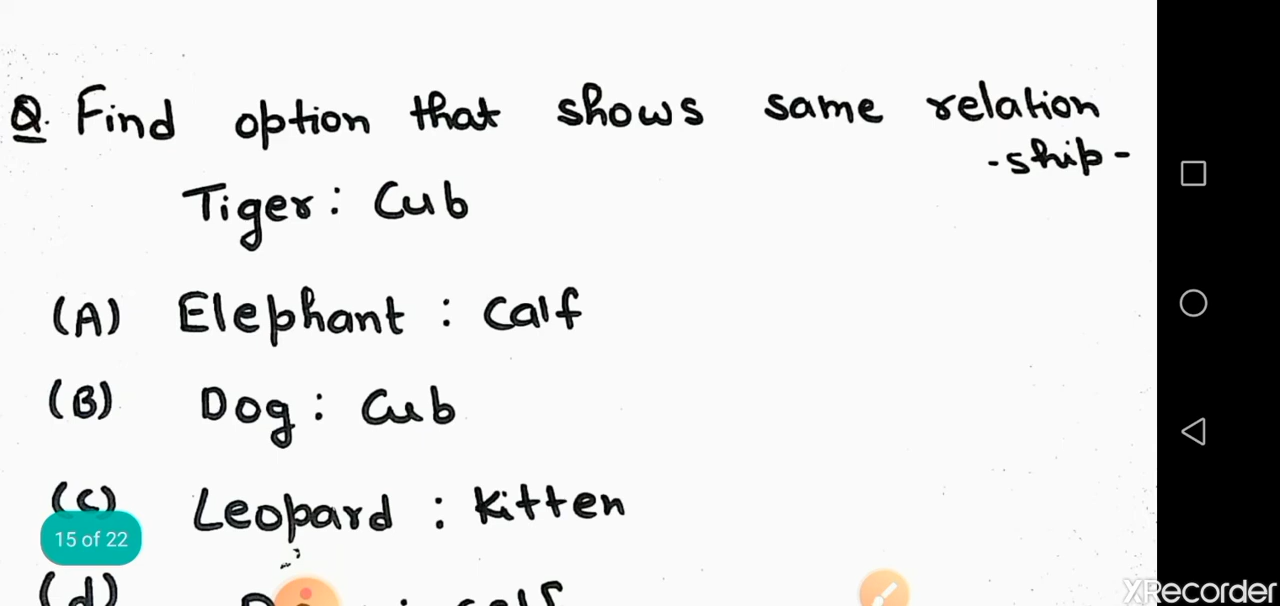 Q. Find option that shows same relation
-ship-
Tiger : Cub
(A) Elephant : Calf
(B) Dog : Cub
(C) Leopard : Kitten
15 of 22
(d)
XRecorder